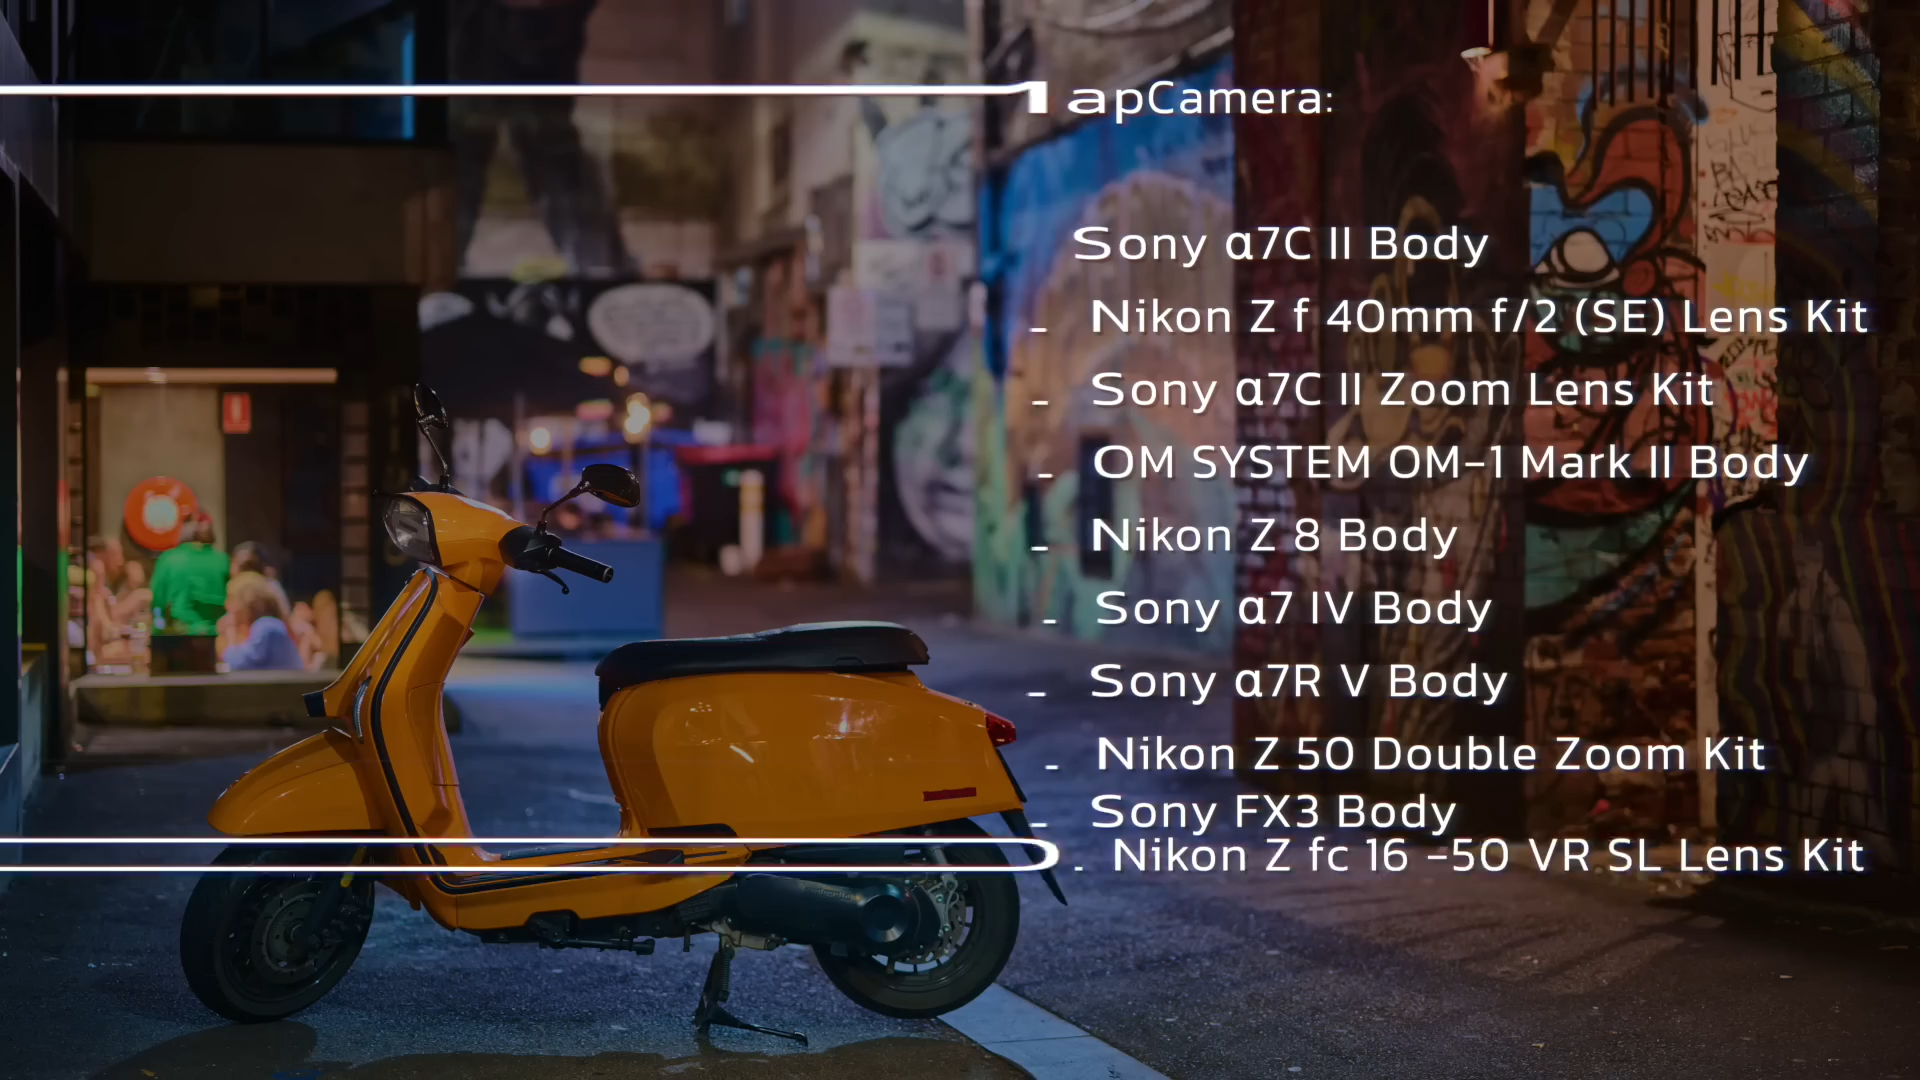 apCamera:
Sony α7C II Body
- Nikon Z f 40mm f/2 (SE) Lens Kit
- Sony α7C II Zoom Lens Kit
- OM SYSTEM OM-1 Mark II Body
- Nikon Z 8 Body
- Sony α7 IV Body
- Sony α7R V Body
- Nikon Z 50 Double Zoom Kit
- Sony FX3 Body
- Nikon Z fc 16 -50 VR SL Lens Kit